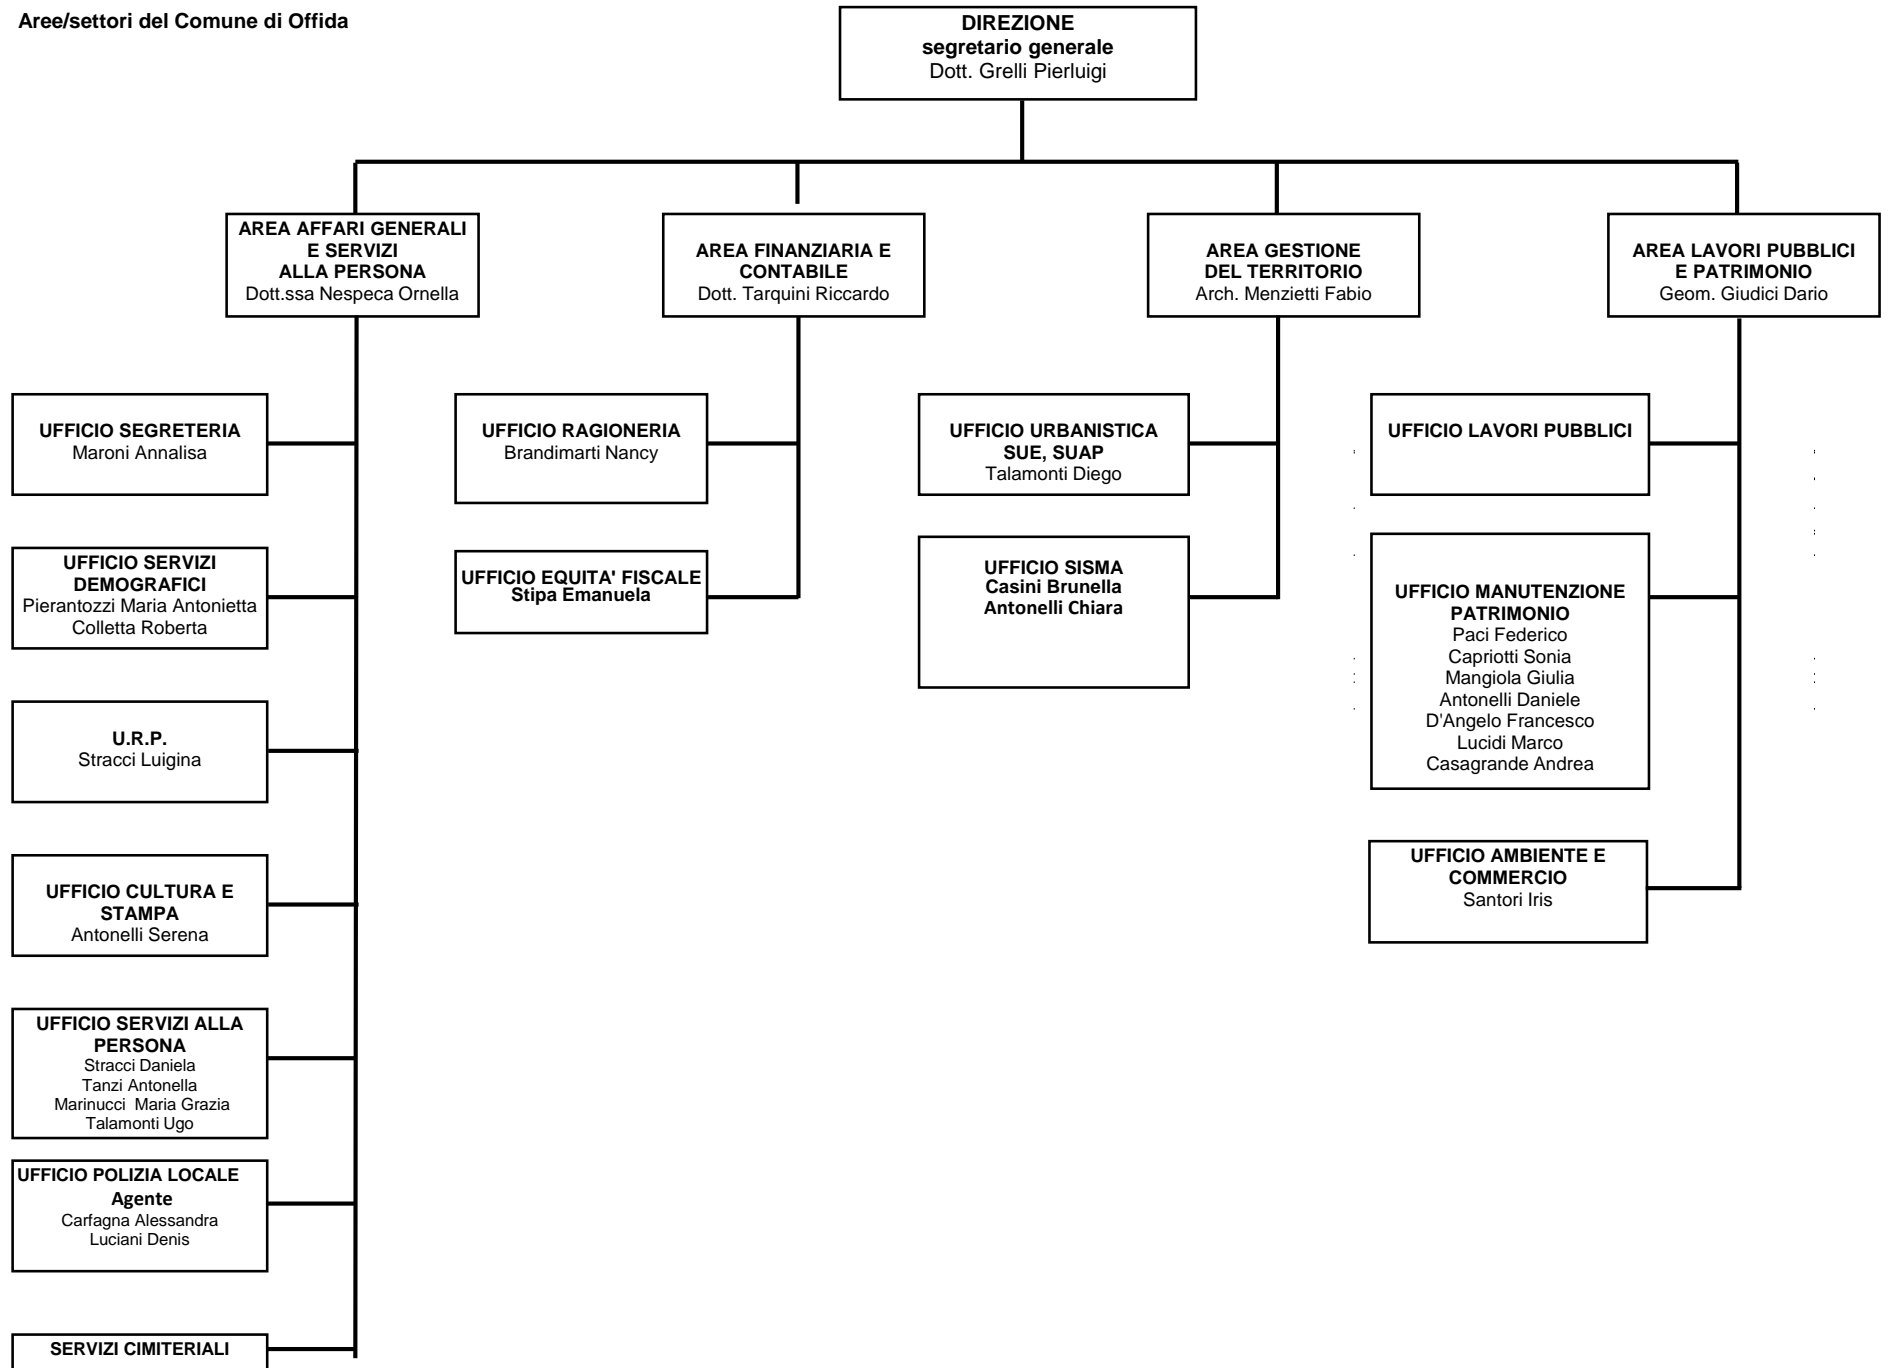 Aree/settori del Comune di Offida
DIREZIONE
segretario generale
Dott. Grelli Pierluigi
AREA AFFARI GENERALI
E SERVIZI
ALLA PERSONA
Dott.ssa Nespeca Ornella
AREA FINANZIARIA E
CONTABILE
Dott. Tarquini Riccardo
AREA GESTIONE
DEL TERRITORIO
Arch. Menzietti Fabio
AREA LAVORI PUBBLICI
E PATRIMONIO
Geom. Giudici Dario
UFFICIO SEGRETERIA
Maroni Annalisa
UFFICIO SERVIZI
DEMOGRAFICI
Pierantozzi Maria Antonietta
Colletta Roberta
U.R.P.
Stracci Luigina
UFFICIO CULTURA E
STAMPA
Antonelli Serena
UFFICIO SERVIZI ALLA
PERSONA
Stracci Daniela
Tanzi Antonella
Marinucci  Maria Grazia
Talamonti Ugo
UFFICIO POLIZIA LOCALE
Agente
Carfagna Alessandra
Luciani Denis
SERVIZI CIMITERIALI
UFFICIO RAGIONERIA
Brandimarti Nancy
UFFICIO EQUITA' FISCALE
Stipa Emanuela
UFFICIO URBANISTICA
SUE, SUAP
Talamonti Diego
UFFICIO SISMA
Casini Brunella
Antonelli Chiara
UFFICIO LAVORI PUBBLICI
UFFICIO MANUTENZIONE
PATRIMONIO
Paci Federico
Capriotti Sonia
Mangiola Giulia
Antonelli Daniele
D'Angelo Francesco
Lucidi Marco
Casagrande Andrea
UFFICIO AMBIENTE E
COMMERCIO
Santori Iris